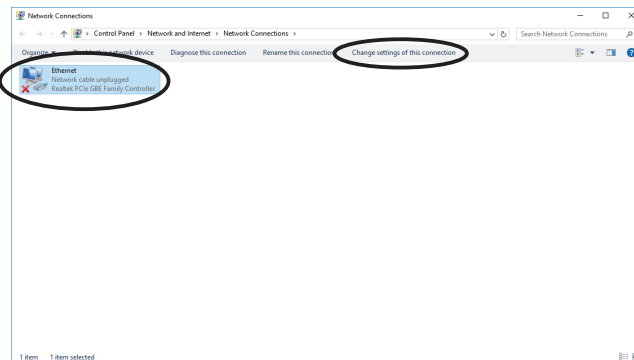 Network Connections
Control Panel > Network and Internet > Network Connections >
Search Network Connections
Organize Disable this network device Diagnose this connection Rename this connection Change settings of this connection
Ethernet
Network cable unplugged
Realtek PCIe GBE Family Controller
1 item 1 item selected